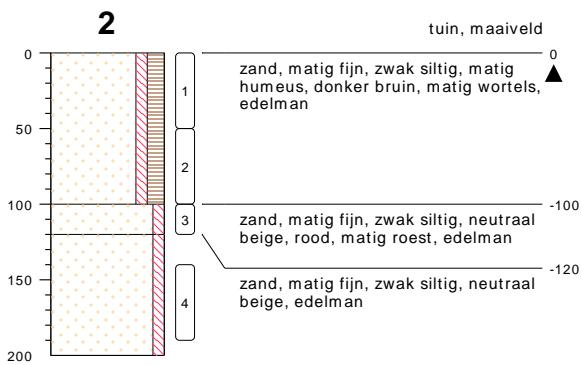 2
tuin, maaiveld
0
50
100
150
200
1
2
3
4
0
zand, matig fijn, zwak siltig, matig
humeus, donker bruin, matig wortels,
edelman
-100
zand, matig fijn, zwak siltig, neutraal
beige, rood, matig roest, edelman
-120
zand, matig fijn, zwak siltig, neutraal
beige, edelman